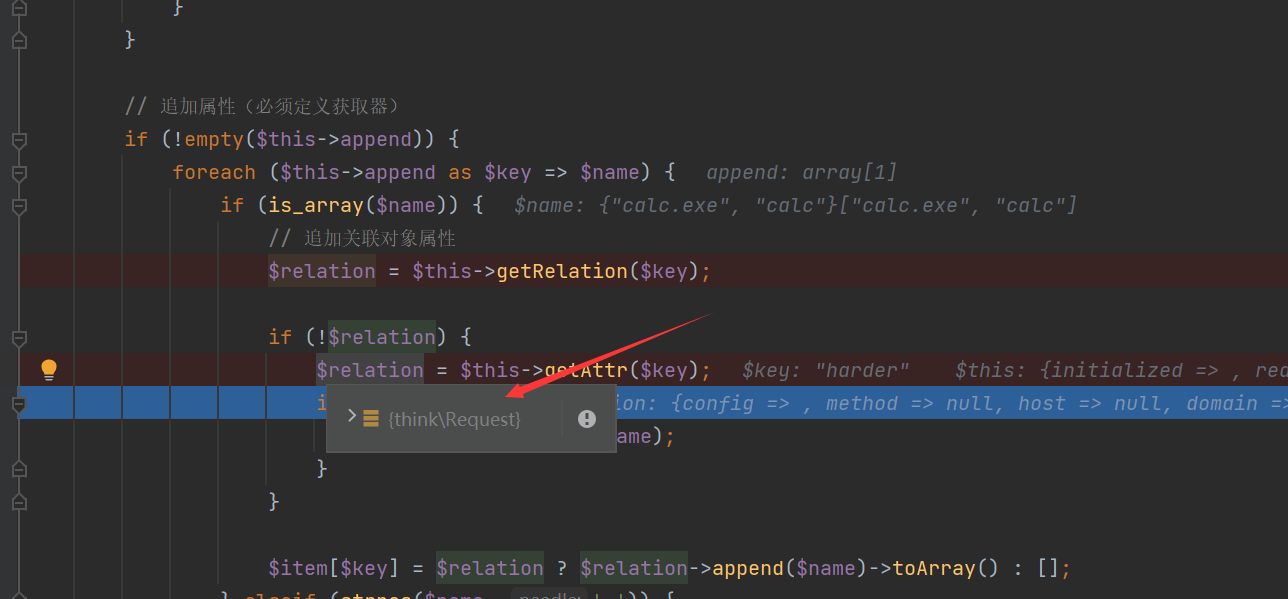 }
}
// 追加属性（必须定义获取器）
if (!empty($this->append)) {
foreach ($this->append as $key => $name) { append: array[1]
if (is_array($name)) { $name: {"calc.exe", "calc"}["calc.exe", "calc"]
// 追加关联对象属性
$relation = $this->getRelation($key);
if (!$relation) {
$relation = $this->getAttr($key); $key: "harder" $this: {initialized => , rea
i ion: {config => , method => null, host => null, domain =>
{think\Request}
ame);
}
}
$item[$key] = $relation ? $relation->append($name)->toArray() : [];
} elseif (strpos($name, needle: '.')) {